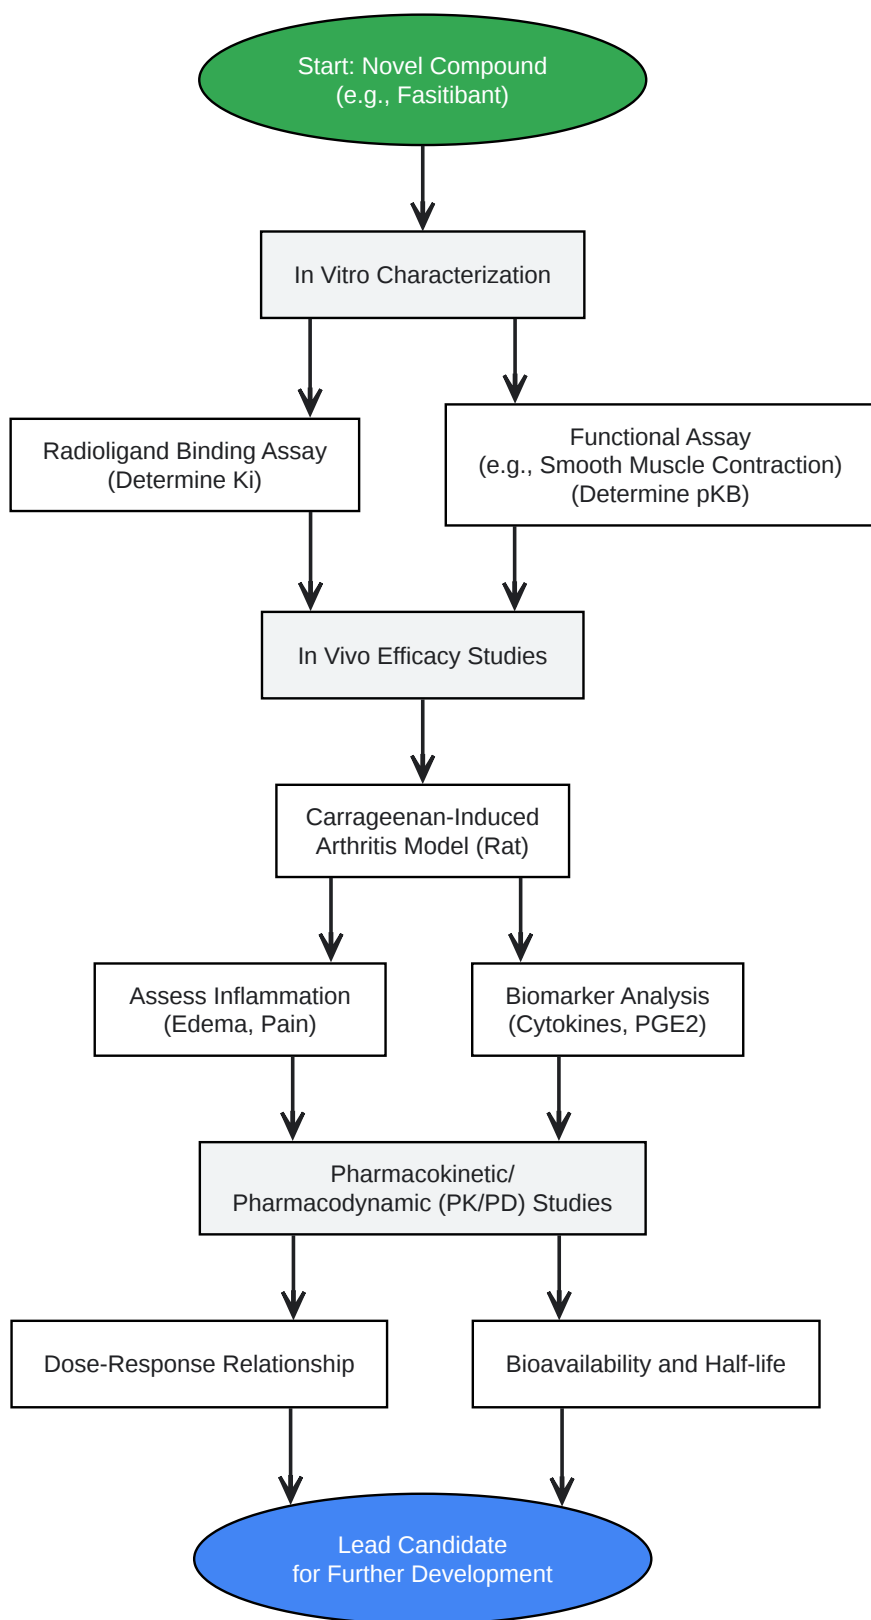 Start: Novel Compound
(e.g., Fasitibant)
In Vitro Characterization
Radioligand Binding Assay
(Determine Ki)
Functional Assay
(e.g., Smooth Muscle Contraction)
(Determine pKB)
In Vivo Efficacy Studies
Carrageenan-Induced
Arthritis Model (Rat)
Assess Inflammation
(Edema, Pain)
Biomarker Analysis
(Cytokines, PGE2)
Pharmacokinetic/
Pharmacodynamic (PK/PD) Studies
Dose-Response Relationship
Bioavailability and Half-life
Lead Candidate
for Further Development